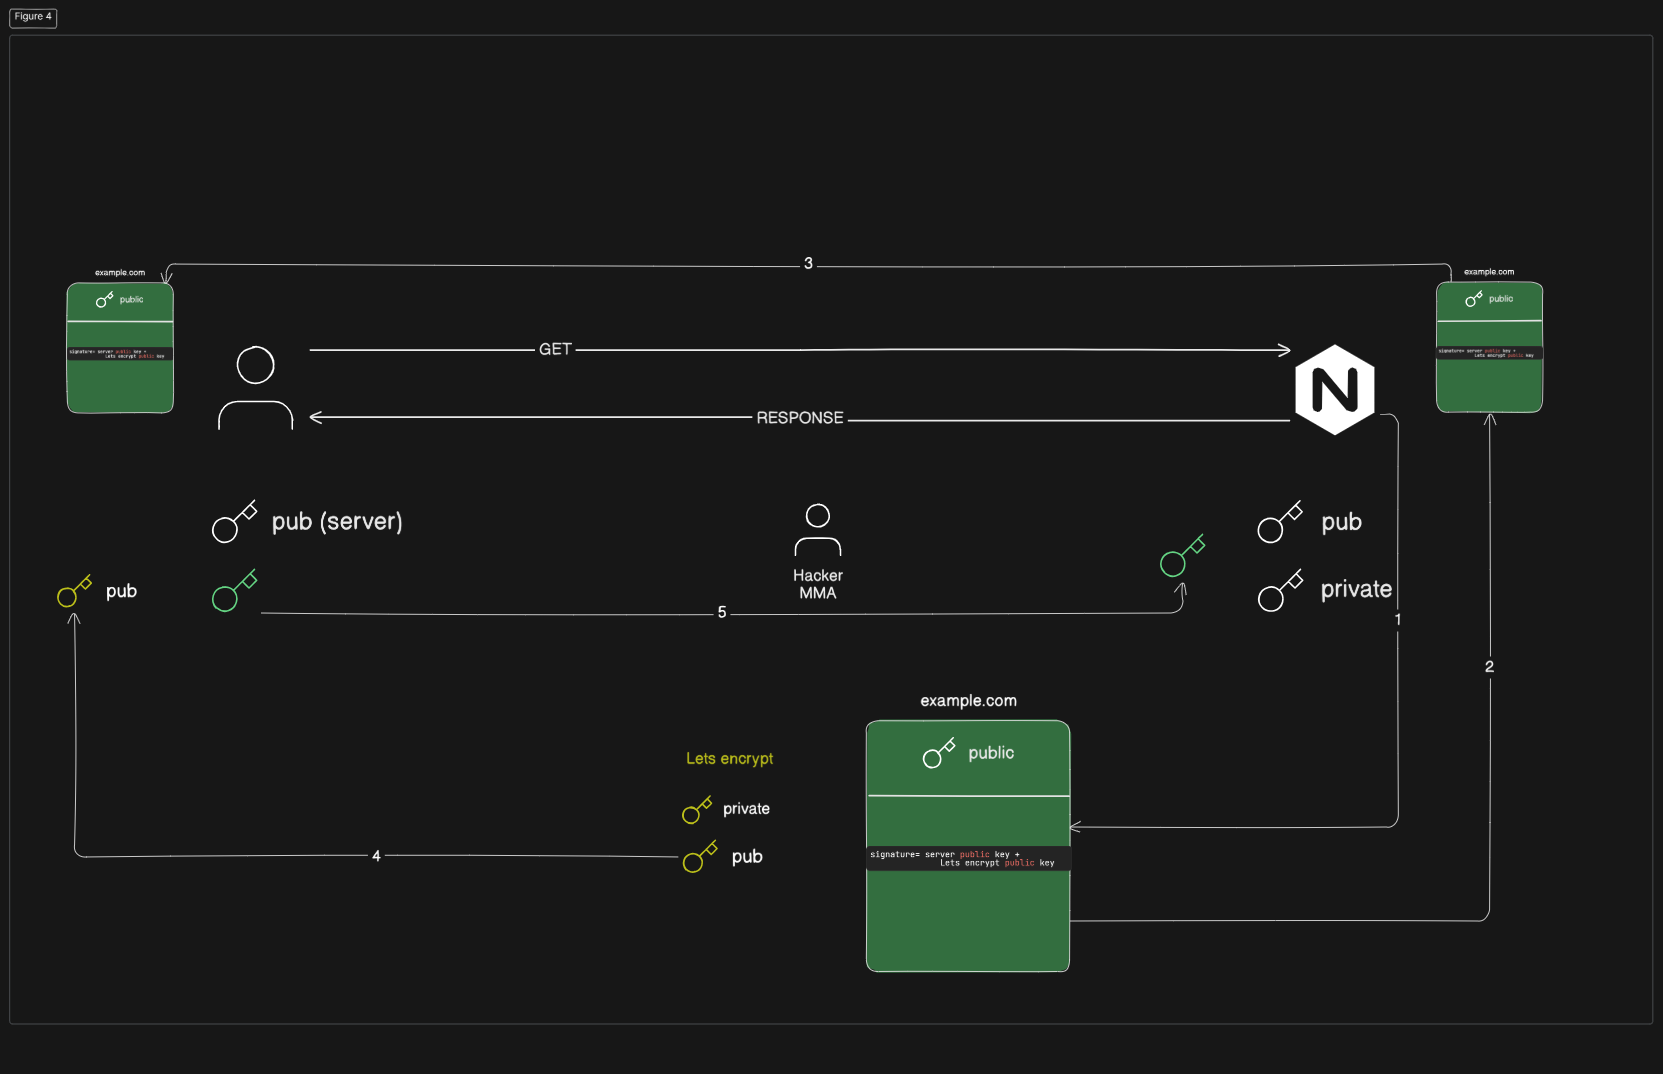 Figure 4
3
example.com
public
signature= server public key +
Lets encrypt public key
example.com
public
signature= server public key +
Lets encrypt public key
GET
N
RESPONSE
pub (server)
pub
Hacker
MMA
pub
private
5
1
2
example.com
public
signature= server public key +
Lets encrypt public key
Lets encrypt
private
pub
4